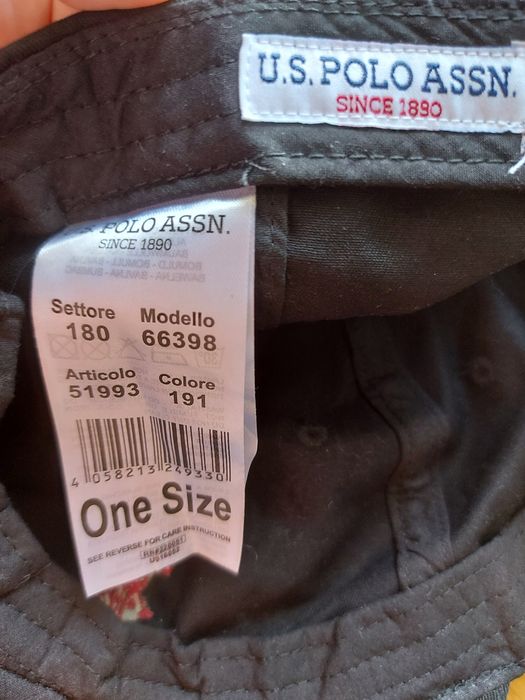 U.S. POLO ASSN.
SINCE 1890
U.S. POLO ASSN.
SINCE 1890
Settore Modello
180 66398
Articolo Colore
51993 191
4 058213 249330
One Size
SEE REVERSE FOR CARE INSTRUCTION